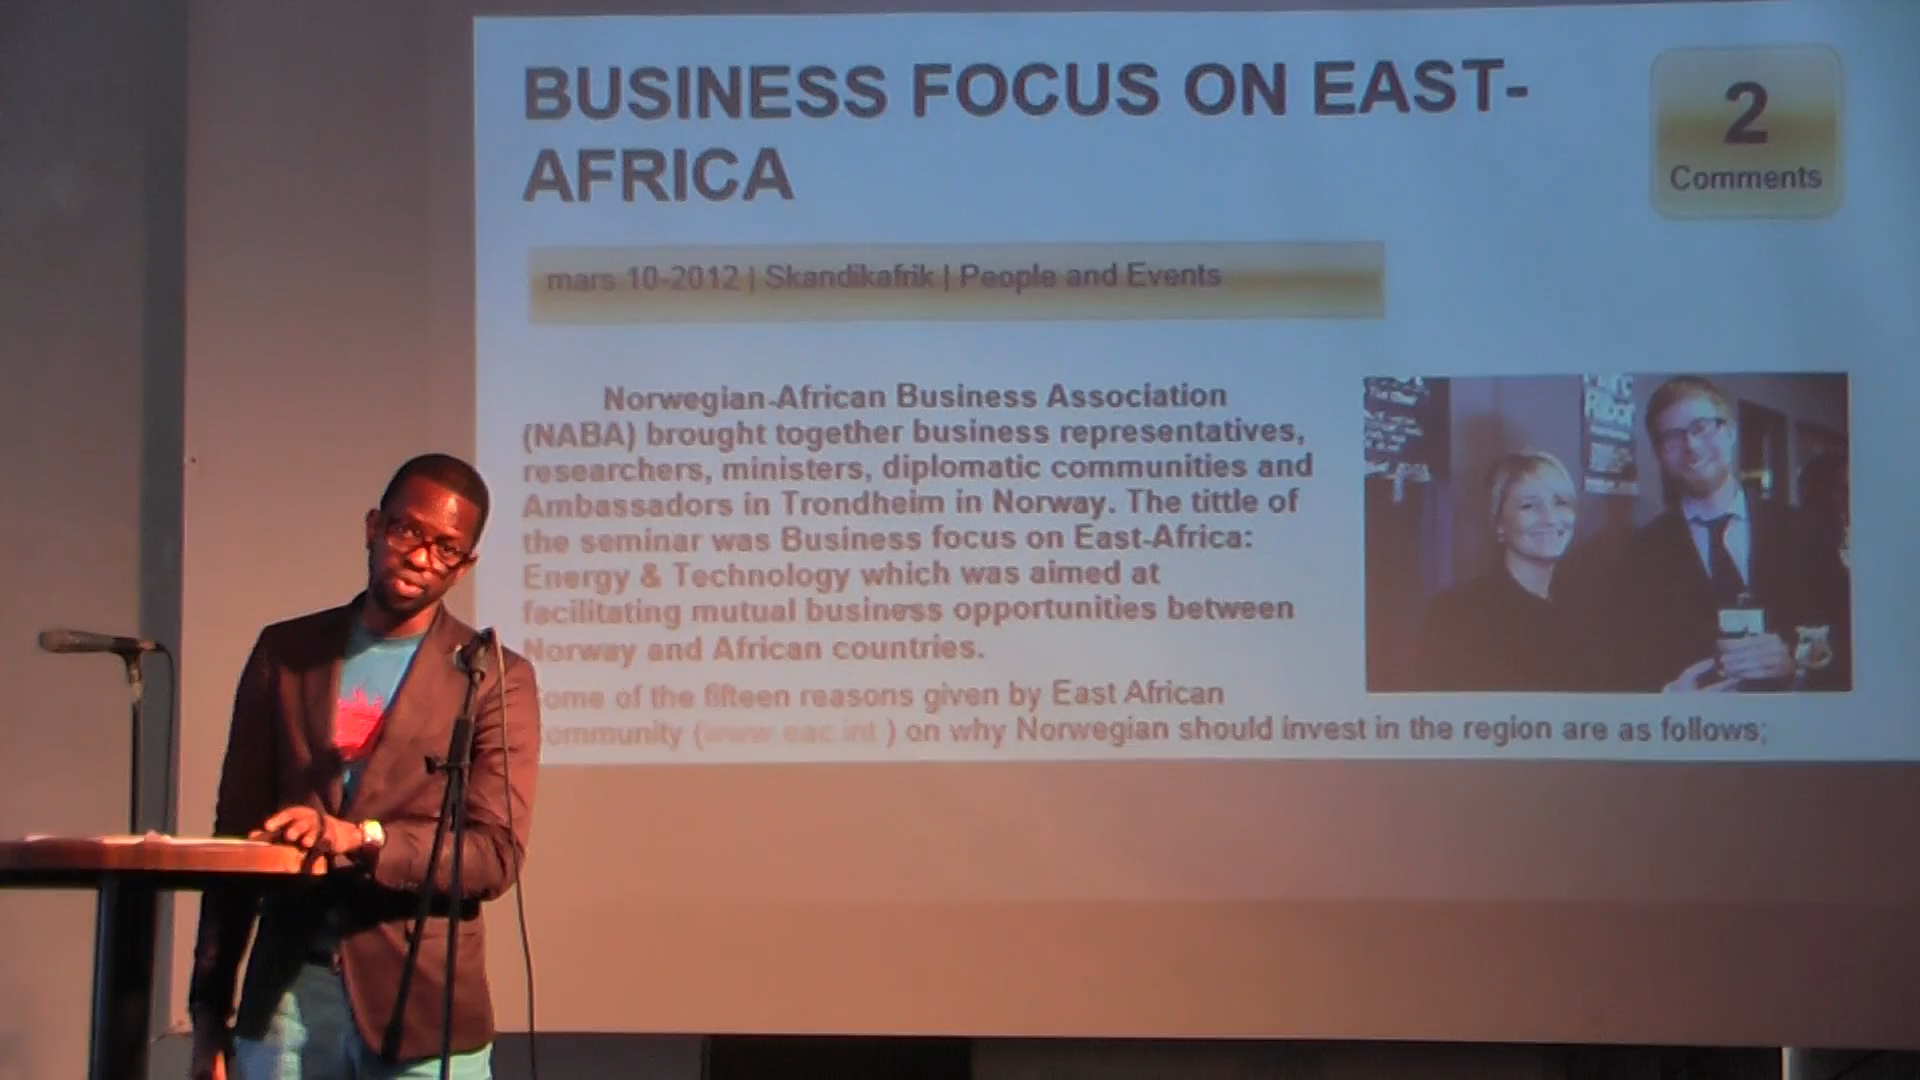 BUSINESS FOCUS ON EAST-
AFRICA
2
Comments
mars 10-2012 | Skandikafrik | People and Events
Norwegian-African Business Association
(NABA) brought together business representatives,
researchers, ministers, diplomatic communities and
Ambassadors in Trondheim in Norway. The tittle of
the seminar was Business focus on East-Africa:
Energy & Technology which was aimed at
facilitating mutual business opportunities between
Norway and African countries.
ome of the fifteen reasons given by East African
ommunity (www eac int ) on why Norwegian should invest in the region are as follows;